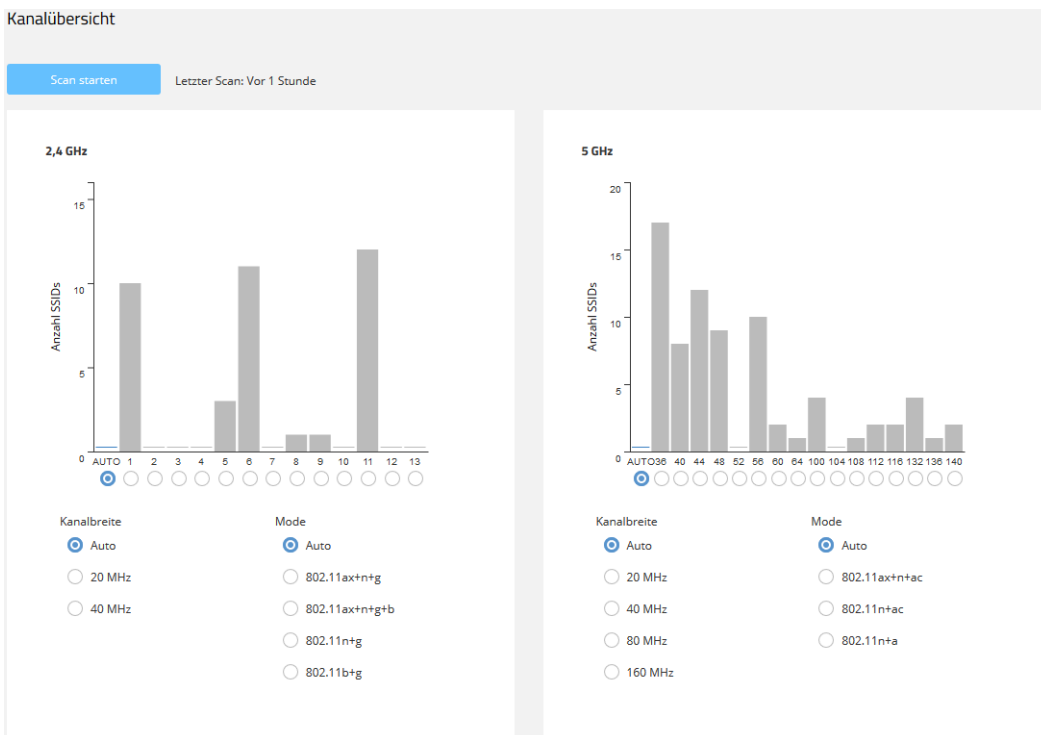 Kanalübersicht
Scan starten
Letzter Scan: Vor 1 Stunde
2,4 GHz
15
10
5
0
Anzahl SSIDs
AUTO 1 2 3 4 5 6 7 8 9 10 11 12 13
Kanalbreite
Auto
20 MHz
40 MHz
Mode
Auto
802.11ax+n+g
802.11ax+n+g+b
802.11n+g
802.11b+g
5 GHz
20
15
10
5
0
Anzahl SSIDs
AUTO 36 40 44 48 52 56 60 64 100 104 108 112 116 132 136 140
Kanalbreite
Auto
20 MHz
40 MHz
80 MHz
160 MHz
Mode
Auto
802.11ax+n+ac
802.11n+ac
802.11n+a